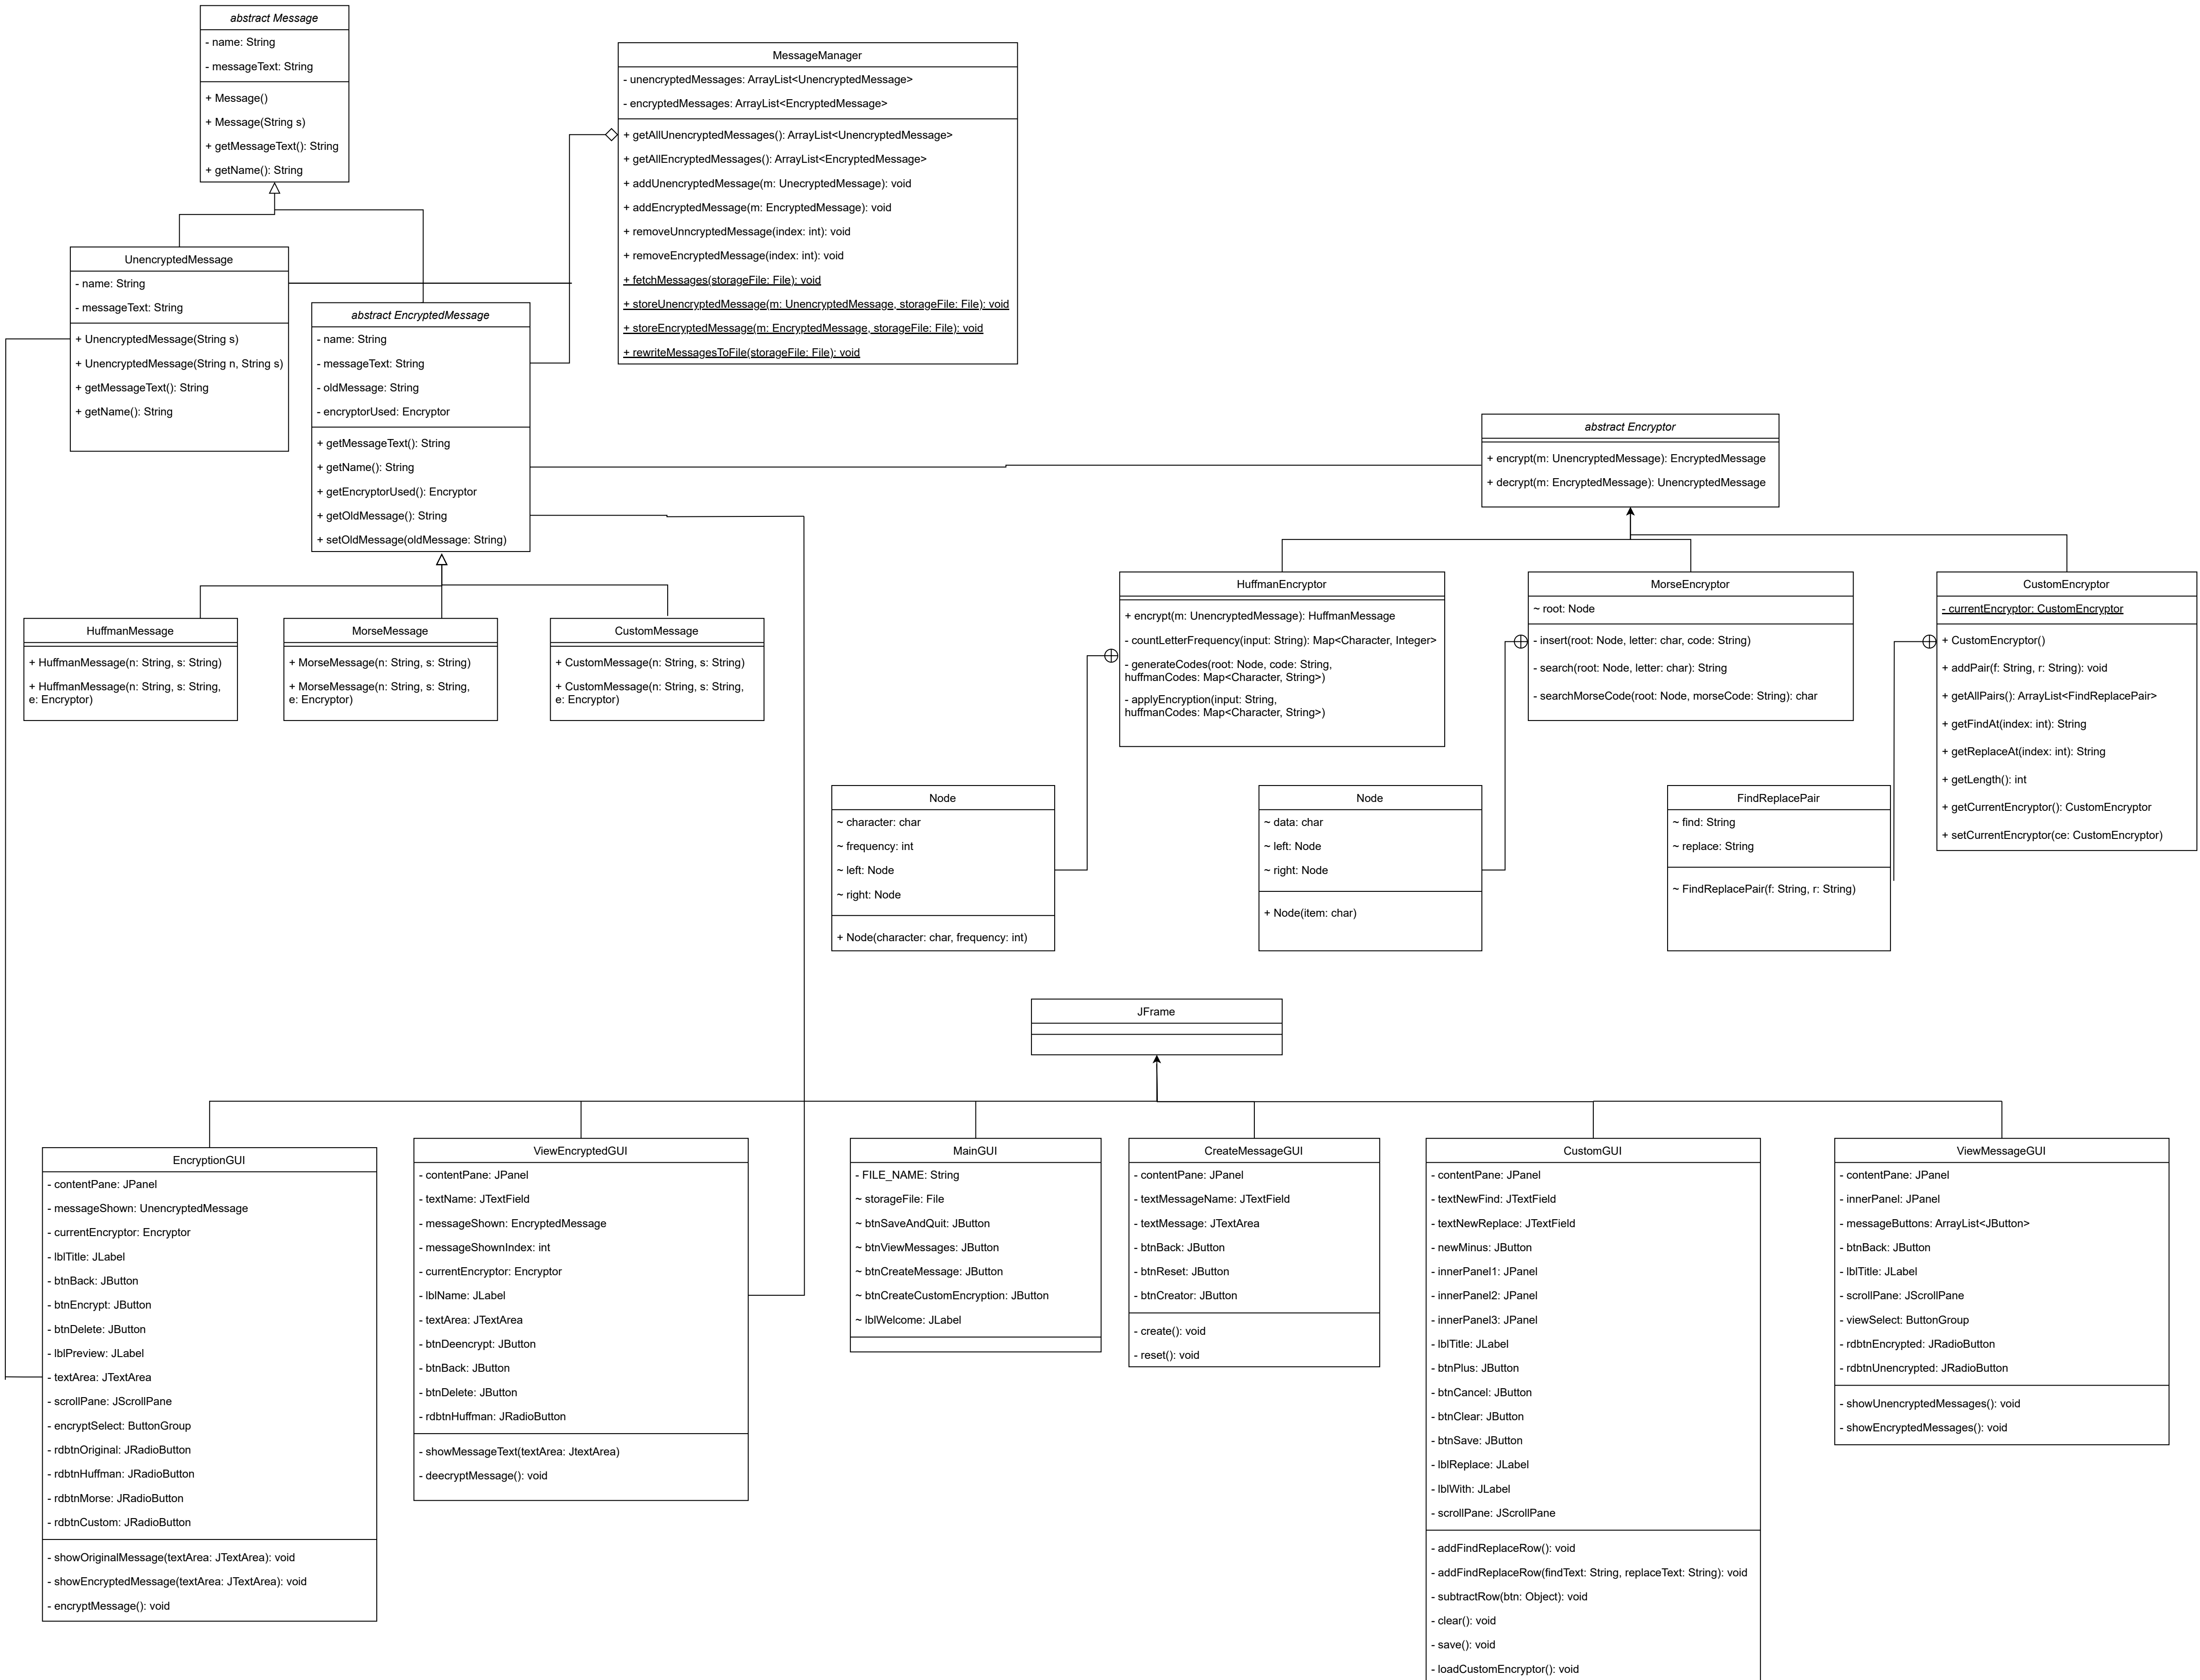 abstract Message
- name: String
- messageText: String
+ Message()
+ Message(String s)
+ getMessageText(): String
+ getName(): String
MessageManager
- unencryptedMessages: ArrayList<UnencryptedMessage>
- encryptedMessages: ArrayList<EncryptedMessage>
+ getAllUnencryptedMessages(): ArrayList<UnencryptedMessage>
+ getAllEncryptedMessages(): ArrayList<EncryptedMessage>
+ addUnencryptedMessage(m: UnecryptedMessage): void
+ addEncryptedMessage(m: EncryptedMessage): void
+ removeUnncryptedMessage(index: int): void
+ removeEncryptedMessage(index: int): void
+ fetchMessages(storageFile: File): void
+ storeUnencryptedMessage(m: UnencryptedMessage, storageFile: File): void
+ storeEncryptedMessage(m: EncryptedMessage, storageFile: File): void
+ rewriteMessagesToFile(storageFile: File): void
UnencryptedMessage
- name: String
- messageText: String
+ UnencryptedMessage(String s)
+ UnencryptedMessage(String n, String s)
+ getMessageText(): String
+ getName(): String
abstract EncryptedMessage
- name: String
- messageText: String
- oldMessage: String
- encryptorUsed: Encryptor
+ getMessageText(): String
+ getName(): String
+ getEncryptorUsed(): Encryptor
+ getOldMessage(): String
+ setOldMessage(oldMessage: String)
abstract Encryptor
+ encrypt(m: UnencryptedMessage): EncryptedMessage
+ decrypt(m: EncryptedMessage): UnencryptedMessage
HuffmanMessage
+ HuffmanMessage(n: String, s: String)
+ HuffmanMessage(n: String, s: String,
e: Encryptor)
MorseMessage
+ MorseMessage(n: String, s: String)
+ MorseMessage(n: String, s: String,
e: Encryptor)
CustomMessage
+ CustomMessage(n: String, s: String)
+ CustomMessage(n: String, s: String,
e: Encryptor)
HuffmanEncryptor
+ encrypt(m: UnencryptedMessage): HuffmanMessage
- countLetterFrequency(input: String): Map<Character, Integer>
- generateCodes(root: Node, code: String,
huffmanCodes: Map<Character, String>)
- applyEncryption(input: String,
huffmanCodes: Map<Character, String>)
MorseEncryptor
~ root: Node
- insert(root: Node, letter: char, code: String)
- search(root: Node, letter: char): String
- searchMorseCode(root: Node, morseCode: String): char
CustomEncryptor
- currentEncryptor: CustomEncryptor
+ CustomEncryptor()
+ addPair(f: String, r: String): void
+ getAllPairs(): ArrayList<FindReplacePair>
+ getFindAt(index: int): String
+ getReplaceAt(index: int): String
+ getLength(): int
+ getCurrentEncryptor(): CustomEncryptor
+ setCurrentEncryptor(ce: CustomEncryptor)
Node
~ character: char
~ frequency: int
~ left: Node
~ right: Node
+ Node(character: char, frequency: int)
Node
~ data: char
~ left: Node
~ right: Node
+ Node(item: char)
FindReplacePair
~ find: String
~ replace: String
~ FindReplacePair(f: String, r: String)
JFrame
EncryptionGUI
- contentPane: JPanel
- messageShown: UnencryptedMessage
- currentEncryptor: Encryptor
- lblTitle: JLabel
- btnBack: JButton
- btnEncrypt: JButton
- btnDelete: JButton
- lblPreview: JLabel
- textArea: JTextArea
- scrollPane: JScrollPane
- encryptSelect: ButtonGroup
- rdbtnOriginal: JRadioButton
- rdbtnHuffman: JRadioButton
- rdbtnMorse: JRadioButton
- rdbtnCustom: JRadioButton
- showOriginalMessage(textArea: JTextArea): void
- showEncryptedMessage(textArea: JTextArea): void
- encryptMessage(): void
ViewEncryptedGUI
- contentPane: JPanel
- textName: JTextField
- messageShown: EncryptedMessage
- messageShownIndex: int
- currentEncryptor: Encryptor
- lblName: JLabel
- textArea: JTextArea
- btnDeencrypt: JButton
- btnBack: JButton
- btnDelete: JButton
- rdbtnHuffman: JRadioButton
- showMessageText(textArea: JtextArea)
- deecryptMessage(): void
MainGUI
- FILE_NAME: String
~ storageFile: File
~ btnSaveAndQuit: JButton
~ btnViewMessages: JButton
~ btnCreateMessage: JButton
~ btnCreateCustomEncryption: JButton
~ lblWelcome: JLabel
CreateMessageGUI
- contentPane: JPanel
- textMessageName: JTextField
- textMessage: JTextArea
- btnBack: JButton
- btnReset: JButton
- btnCreator: JButton
- create(): void
- reset(): void
CustomGUI
- contentPane: JPanel
- textNewFind: JTextField
- textNewReplace: JTextField
- newMinus: JButton
- innerPanel1: JPanel
- innerPanel2: JPanel
- innerPanel3: JPanel
- lblTitle: JLabel
- btnPlus: JButton
- btnCancel: JButton
- btnClear: JButton
- btnSave: JButton
- lblReplace: JLabel
- lblWith: JLabel
- scrollPane: JScrollPane
- addFindReplaceRow(): void
- addFindReplaceRow(findText: String, replaceText: String): void
- subtractRow(btn: Object): void
- clear(): void
- save(): void
- loadCustomEncryptor(): void
ViewMessageGUI
- contentPane: JPanel
- innerPanel: JPanel
- messageButtons: ArrayList<JButton>
- btnBack: JButton
- lblTitle: JLabel
- scrollPane: JScrollPane
- viewSelect: ButtonGroup
- rdbtnEncrypted: JRadioButton
- rdbtnUnencrypted: JRadioButton
- showUnencryptedMessages(): void
- showEncryptedMessages(): void